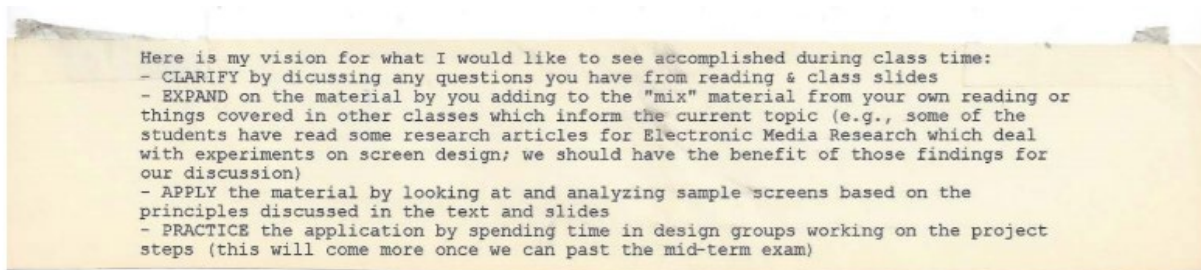 Here is my vision for what I would like to see accomplished during class time:
- CLARIFY by dicussing any questions you have from reading & class slides
- EXPAND on the material by you adding to the "mix" material from your own reading or
things covered in other classes which inform the current topic (e.g., some of the
students have read some research articles for Electronic Media Research which deal
with experiments on screen design; we should have the benefit of those findings for
our discussion)
- APPLY the material by looking at and analyzing sample screens based on the
principles discussed in the text and slides
- PRACTICE the application by spending time in design groups working on the project
steps (this will come more once we can past the mid-term exam)